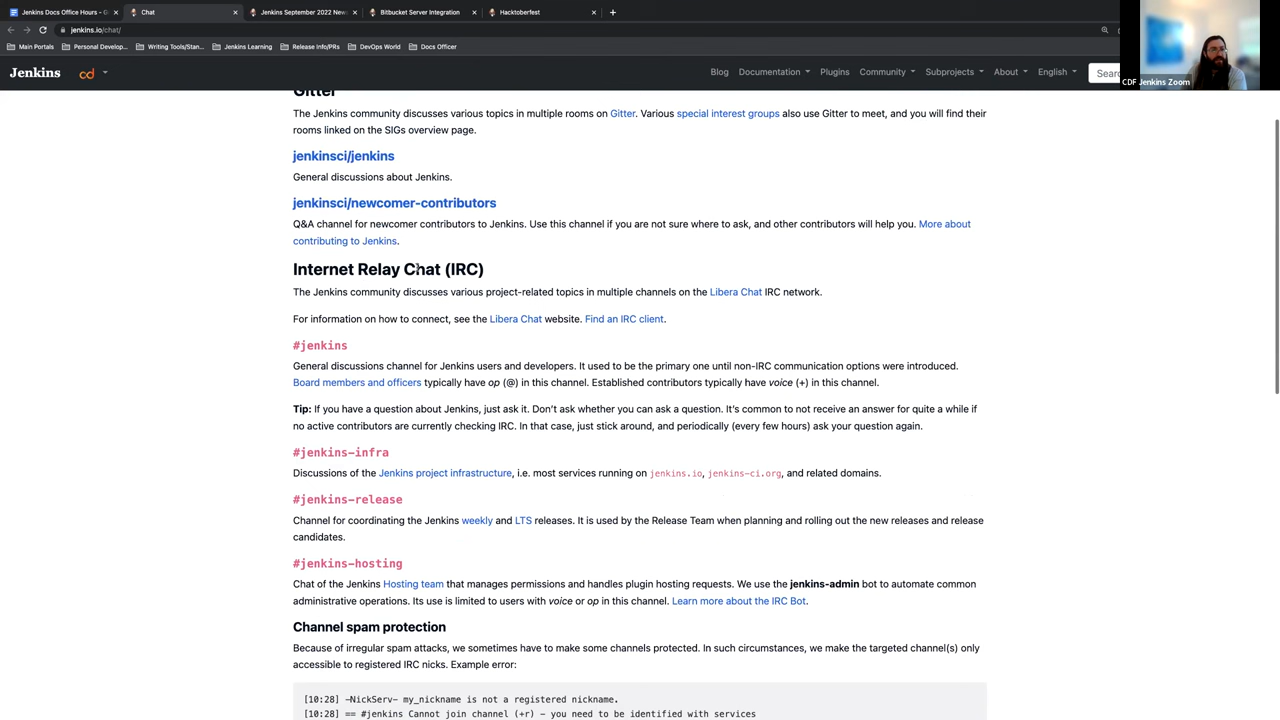 Jenkins Docs Office Hours - G
Chat
Jenkins September 2022 New
Bitbucket Server Integration
Hacktoberfest
jenkins.io/chat/
Main Portals
Personal Develop...
Writing Tools/Stan...
Jenkins Learning
Release Info/PRs
DevOps World
Docs Officer
Jenkins
cd
Blog
Documentation
Plugins
Community
Subprojects
About
English
Searc
CDF Jenkins Zoom
Gitter
The Jenkins community discusses various topics in multiple rooms on Gitter. Various special interest groups also use Gitter to meet, and you will find their
rooms linked on the SIGs overview page.
jenkinsci/jenkins
General discussions about Jenkins.
jenkinsci/newcomer-contributors
Q&A channel for newcomer contributors to Jenkins. Use this channel if you are not sure where to ask, and other contributors will help you. More about
contributing to Jenkins.
Internet Relay Chat (IRC)
The Jenkins community discusses various project-related topics in multiple channels on the Libera Chat IRC network.
For information on how to connect, see the Libera Chat website. Find an IRC client.
#jenkins
General discussions channel for Jenkins users and developers. It used to be the primary one until non-IRC communication options were introduced.
Board members and officers typically have op (@) in this channel. Established contributors typically have voice (+) in this channel.
Tip: If you have a question about Jenkins, just ask it. Don't ask whether you can ask a question. It's common to not receive an answer for quite a while if
no active contributors are currently checking IRC. In that case, just stick around, and periodically (every few hours) ask your question again.
#jenkins-infra
Discussions of the Jenkins project infrastructure, i.e. most services running on jenkins.io, jenkins-ci.org, and related domains.
#jenkins-release
Channel for coordinating the Jenkins weekly and LTS releases. It is used by the Release Team when planning and rolling out the new releases and release
candidates.
#jenkins-hosting
Chat of the Jenkins Hosting team that manages permissions and handles plugin hosting requests. We use the jenkins-admin bot to automate common
administrative operations. Its use is limited to users with voice or op in this channel. Learn more about the IRC Bot.
Channel spam protection
Because of irregular spam attacks, we sometimes have to make some channels protected. In such circumstances, we make the targeted channel(s) only
accessible to registered IRC nicks. Example error:
[10:28] -NickServ- my_nickname is not a registered nickname.
[10:28] == #jenkins Cannot join channel (+r) - you need to be identified with services